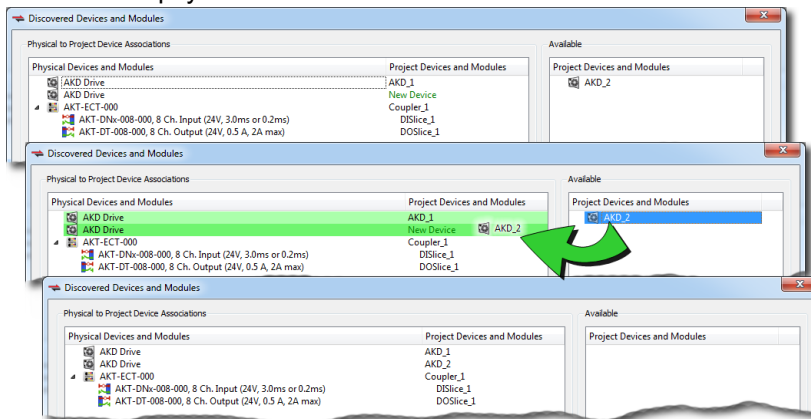 Discovered Devices and Modules
x
Physical to Project Device Associations
Available
Physical Devices and Modules
Project Devices and Modules
Project Devices and Modules
AKD Drive
AKD_1
AKD_2
AKD Drive
New Device
AKT-ECT-000
Coupler_1
AKT-DNx-008-000, 8 Ch. Input (24V, 3.0ms or 0.2ms)
DISlice_1
AKT-DT-008-000, 8 Ch. Output (24V, 0.5 A, 2A max)
DOSlice_1
Discovered Devices and Modules
x
Physical to Project Device Associations
Available
Physical Devices and Modules
Project Devices and Modules
Project Devices and Modules
AKD Drive
AKD_1
AKD_2
AKD Drive
New Device
AKD_2
AKT-ECT-000
Coupler_1
AKT-DNx-008-000, 8 Ch. Input (24V, 3.0ms or 0.2ms)
DISlice_1
AKT-DT-008-000, 8 Ch. Output (24V, 0.5 A, 2A max)
DOSlice_1
Discovered Devices and Modules
x
Physical to Project Device Associations
Available
Physical Devices and Modules
Project Devices and Modules
Project Devices and Modules
AKD Drive
AKD_1
AKD Drive
AKD_2
AKT-ECT-000
Coupler_1
AKT-DNx-008-000, 8 Ch. Input (24V, 3.0ms or 0.2ms)
DISlice_1
AKT-DT-008-000, 8 Ch. Output (24V, 0.5 A, 2A max)
DOSlice_1